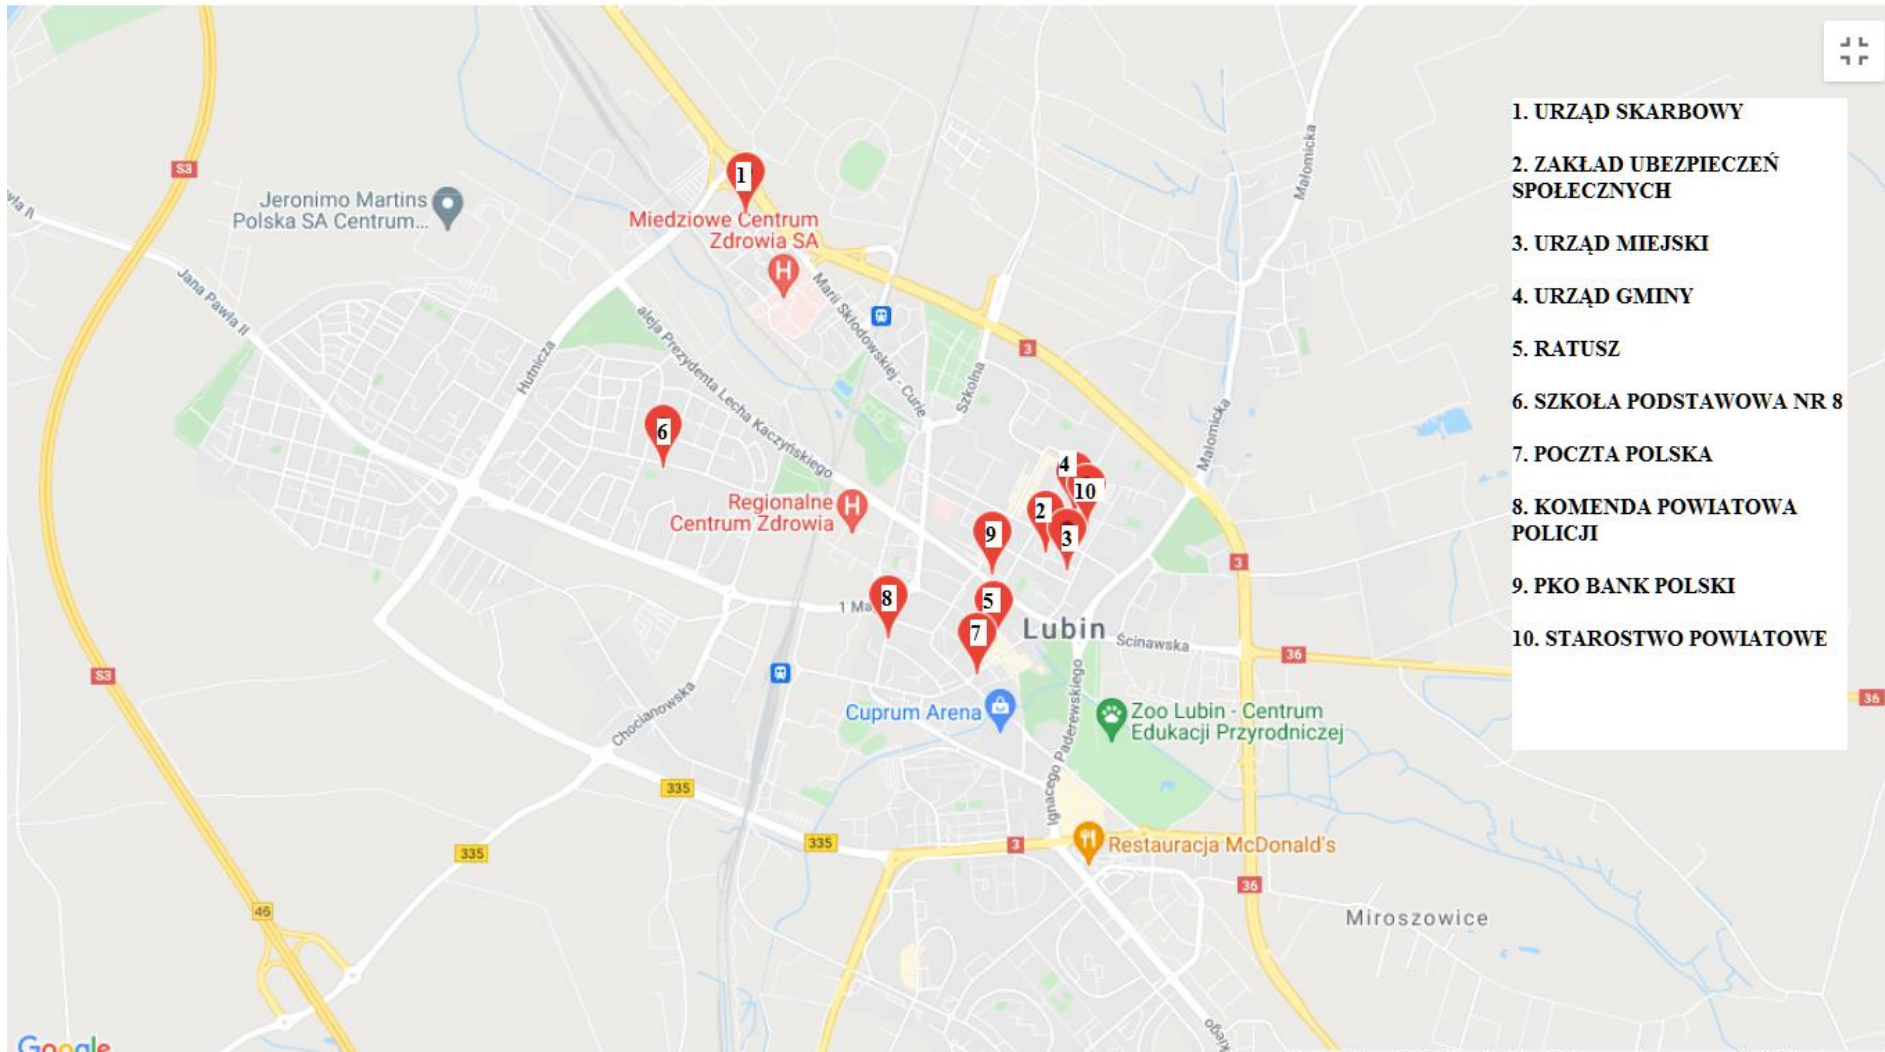 S3
Jeronimo Martins
Polska SA Centrum...
1
Miedziowe Centrum
Zdrowia SA
H
Małomicka
Jana Pawła II
aleja Prezydenta Lecha Kaczyńskiego
Marii Skłodowskiej - Curie
Hutnicza
Szkolna
3
Małomicka
6
4
10
2
3
9
Regionalne
Centrum Zdrowia
H
3
8
5
7
Lubin
Ścinawska
36
36
S3
Chocianowska
Cuprum Arena
Ignacego Paderewskiego
Zoo Lubin - Centrum
Edukacji Przyrodniczej
335
335
335
3
Restauracja McDonald's
36
Miroszowice
46
Google
1. URZĄD SKARBOWY
2. ZAKŁAD UBEZPIECZEŃ
SPOŁECZNYCH
3. URZĄD MIEJSKI
4. URZĄD GMINY
5. RATUSZ
6. SZKOŁA PODSTAWOWA NR 8
7. POCZTA POLSKA
8. KOMENDA POWIATOWA
POLICJI
9. PKO BANK POLSKI
10. STAROSTWO POWIATOWE